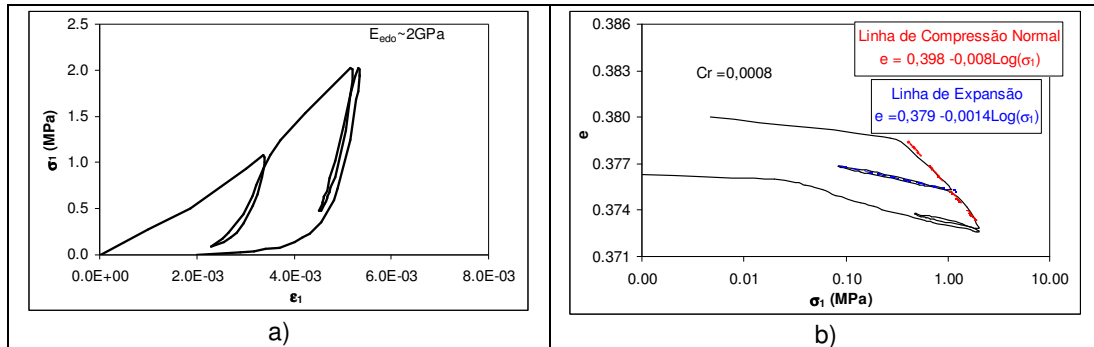 E_edo~2GPa
2.5
2.0
1.5
1.0
0.5
0.0
σ₁ (MPa)
0.0E+00 2.0E-03 4.0E-03 6.0E-03 8.0E-03
ε₁
a)
0.386
0.383
0.380
0.377
0.374
0.371
e
Linha de Compressão Normal
e = 0,398 -0,008Log(σ₁)
Cr =0,0008
Linha de Expansão
e =0,379 -0,0014Log(σ₁)
0.00 0.01 0.10 1.00 10.00
σ₁ (MPa)
b)